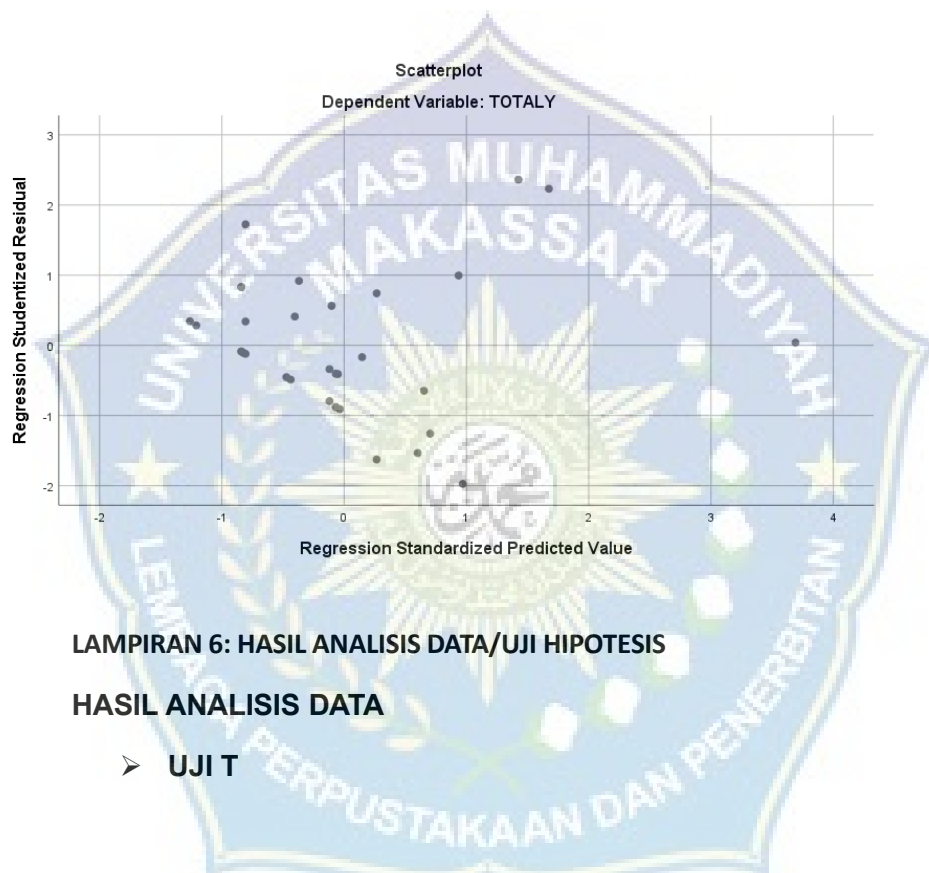 Scatterplot
Dependent Variable: TOTALY
3
2
1
0
-1
-2
Regression Studentized Residual
-2
-1
0
1
2
3
4
Regression Standardized Predicted Value
UNIVERSITAS MUHAMMADIYAH
MAKASSAR
LEMBAGA PERPUSTAKAAN DAN PENERBITAN
LAMPIRAN 6: HASIL ANALISIS DATA/UJI HIPOTESIS
HASIL ANALISIS DATA
➢ UJI T